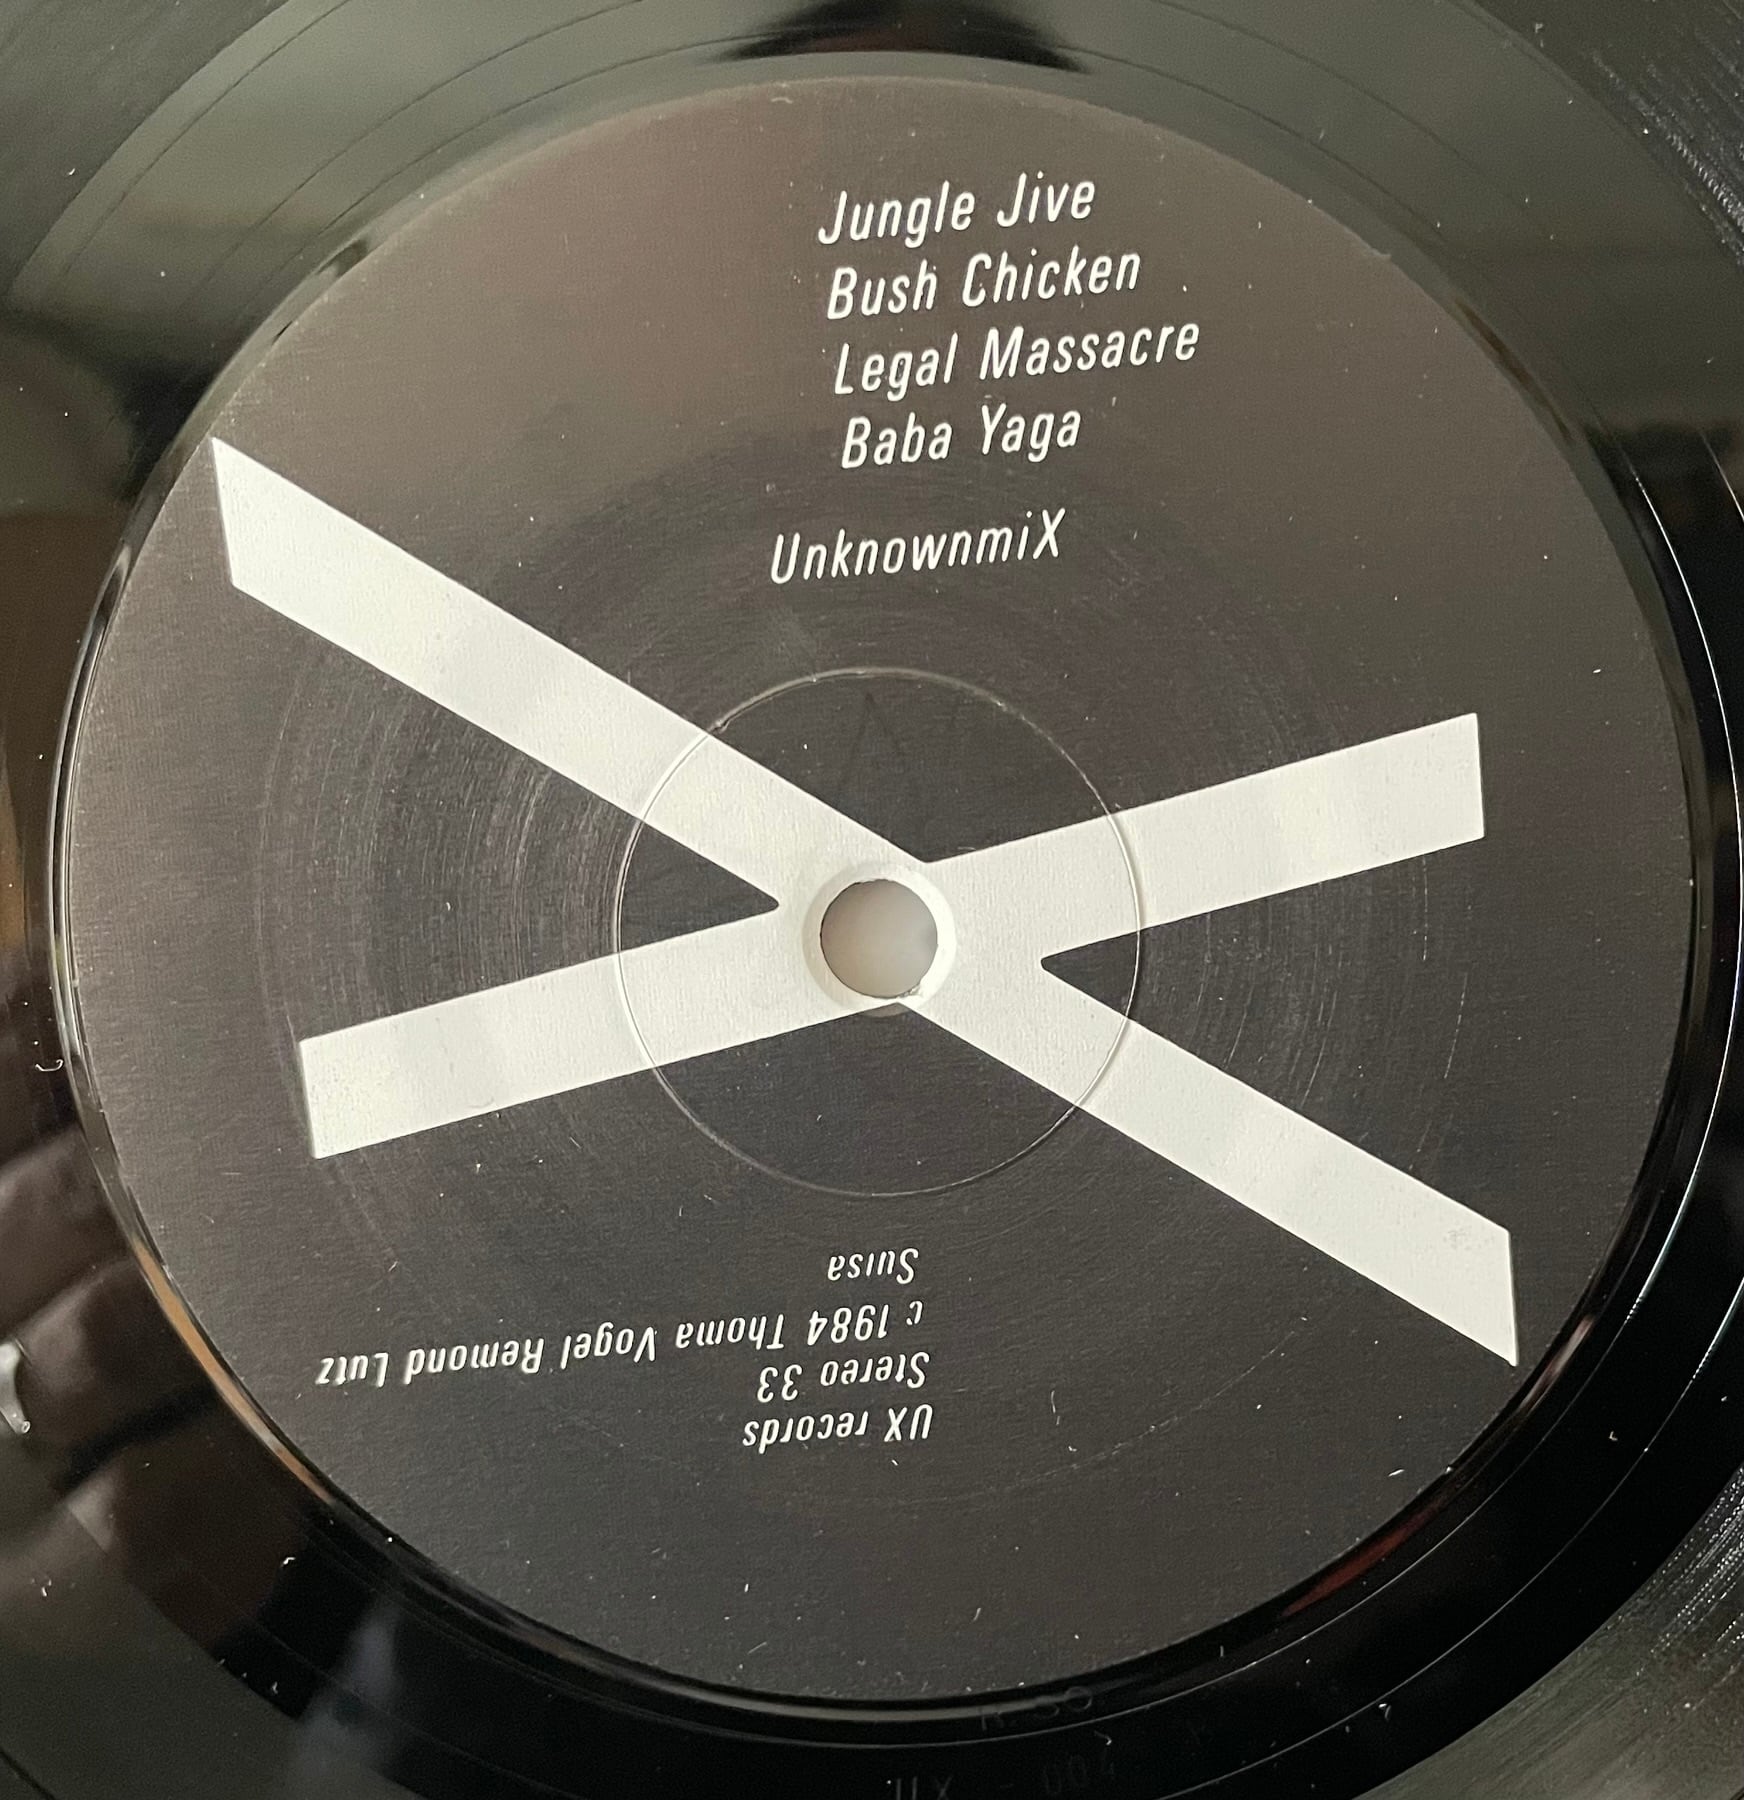 Jungle Jive
Bush Chicken
Legal Massacre
Baba Yaga
UnknownmiX
UX records
Stereo 33
c 1984 Thoma Vogel Remond Lutz
Suisa